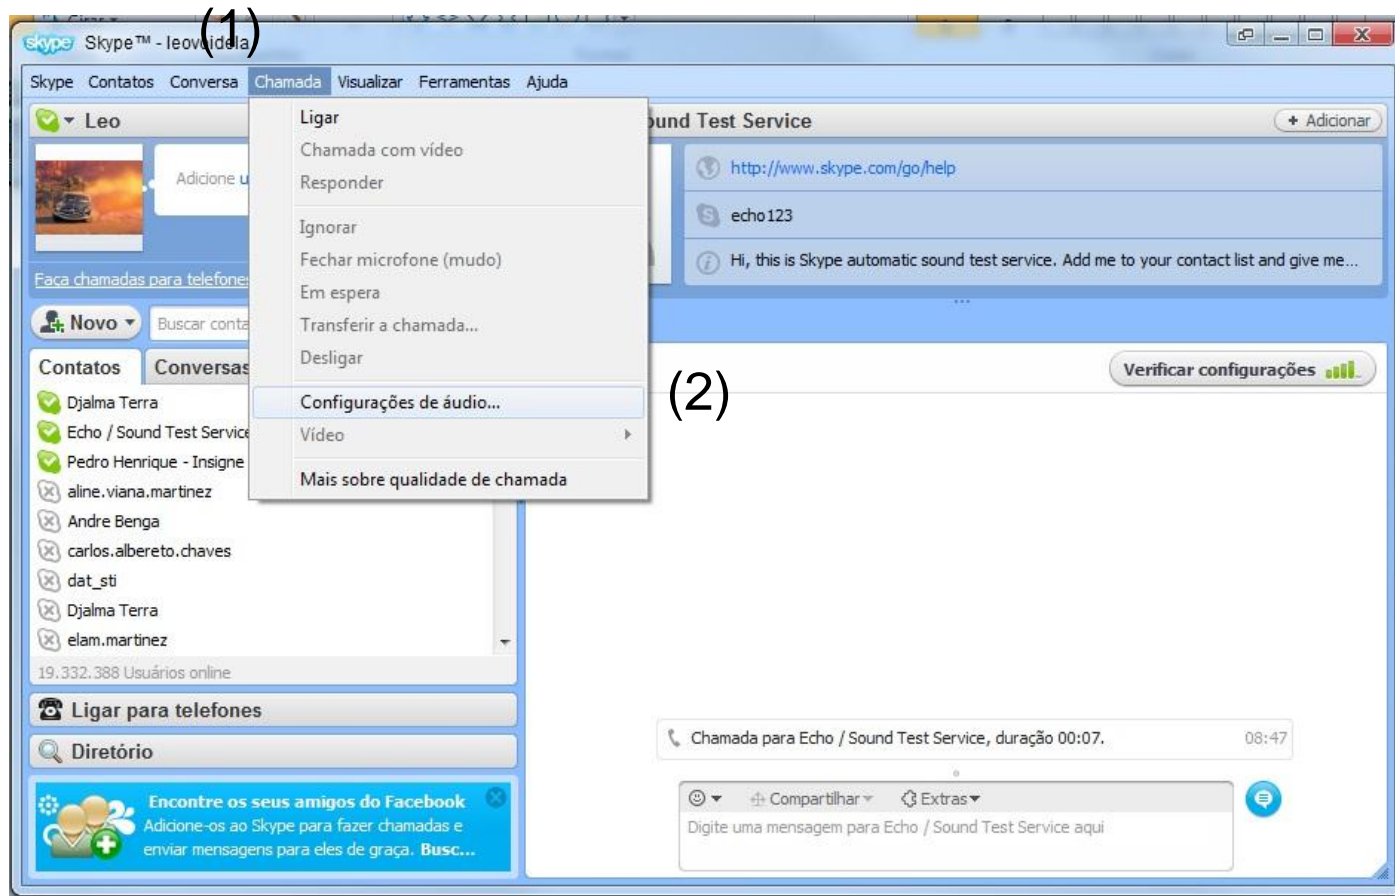 Girar
(1)
Skype™ - leovoidela
Skype Contatos Conversa Chamada Visualizar Ferramentas Ajuda
Leo
Adicione
Faça chamadas para telefones
Novo
Buscar
Contatos Conversas
Djalma Terra
Echo / Sound Test Service
Pedro Henrique - Insigne
aline.viana.martinez
Andre Benga
carlos.albereto.chaves
dat_sti
Djalma Terra
elam.martinez
19.332.388 Usuários online
Ligar para telefones
Diretório
Encontre os seus amigos do Facebook
Adicione-os ao Skype para fazer chamadas e
enviar mensagens para eles de graça. Busc...
Ligar
Chamada com vídeo
Responder
Ignorar
Fechar microfone (mudo)
Em espera
Transferir a chamada...
Desligar
Configurações de áudio...
Vídeo
Mais sobre qualidade de chamada
(2)
Test Service
+ Adicionar
http://www.skype.com/go/help
echo123
Hi, this is Skype automatic sound test service. Add me to your contact list and give me...
Verificar configurações
Chamada para Echo / Sound Test Service, duração 00:07. 08:47
Compartilhar Extras
Digite uma mensagem para Echo / Sound Test Service aqui